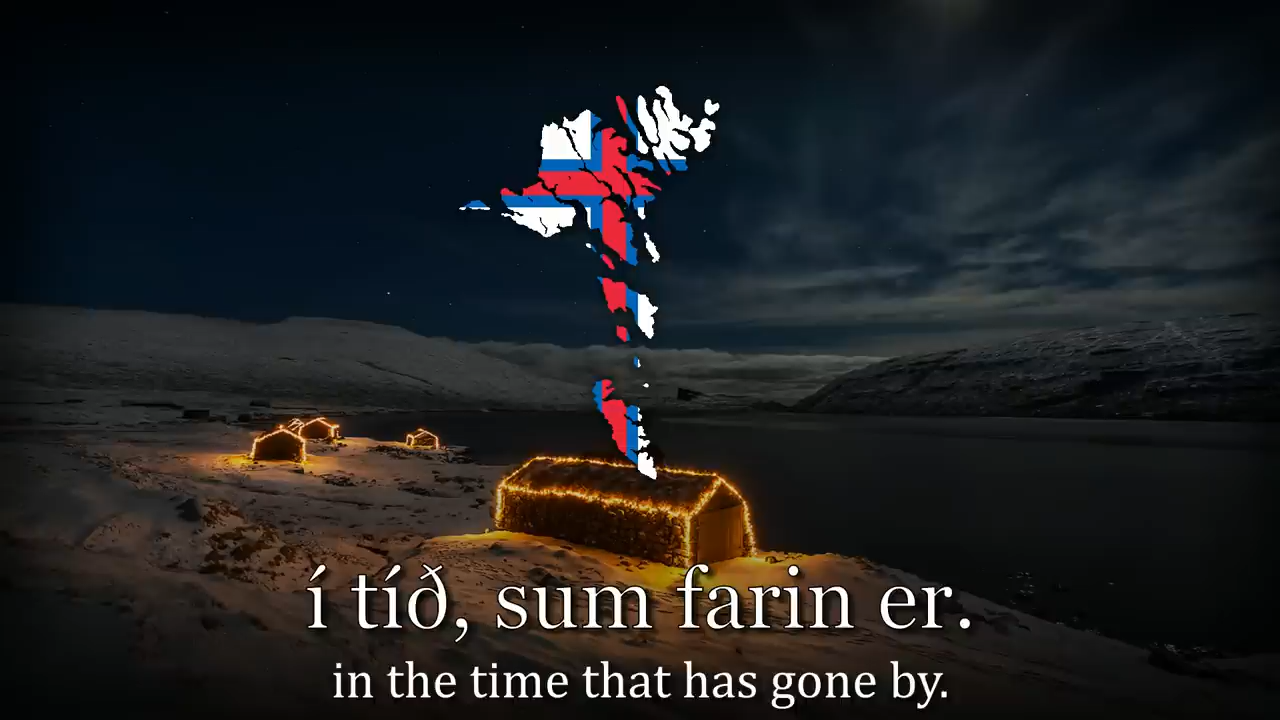 í tíð, sum farin er.
in the time that has gone by.